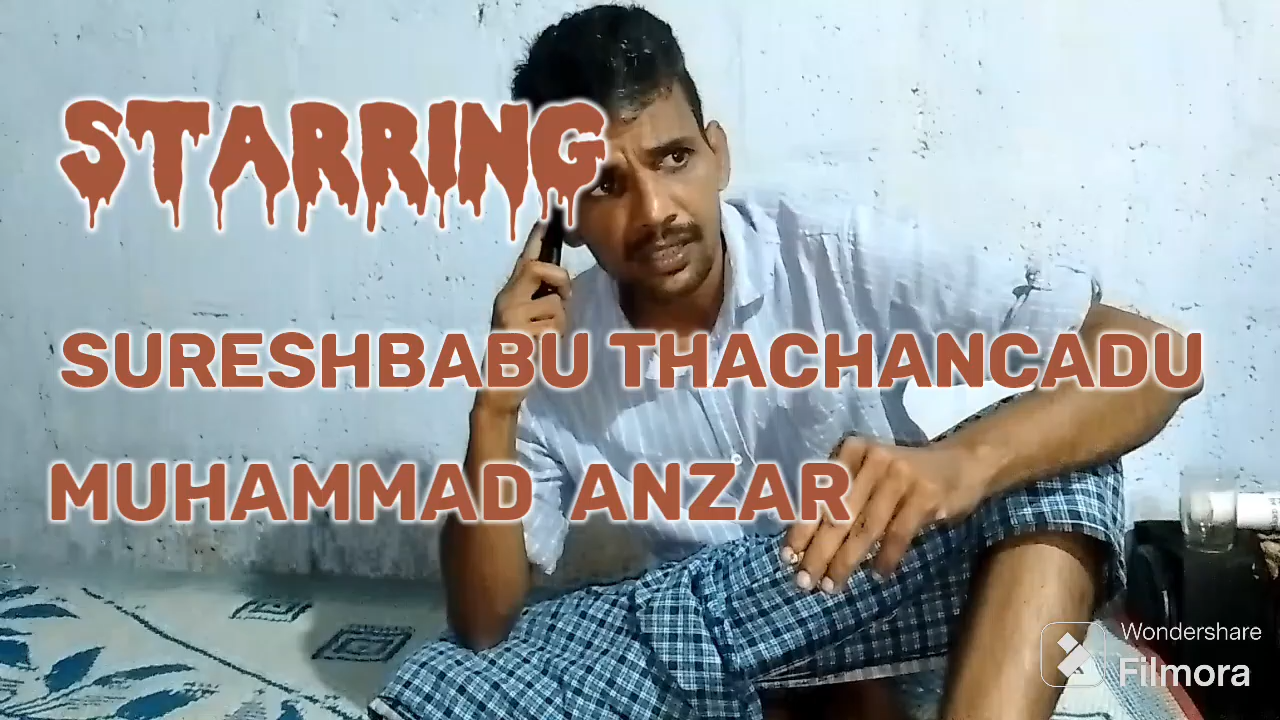 STARRING
SURESHBABU THACHANCADU
MUHAMMAD ANZAR
Wondershare
Filmora